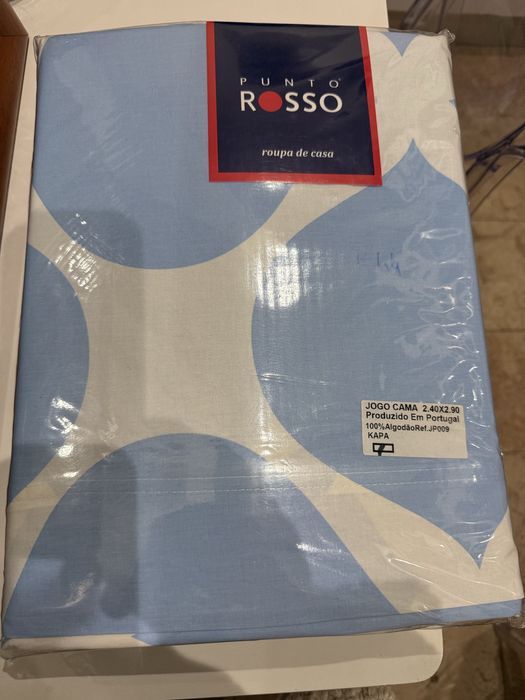 PUNTO
ROSSO
roupa de casa
JOGO CAMA 2.40X2.90
Produzido Em Portugal
100%AlgodãoRef.JP009
KAPA